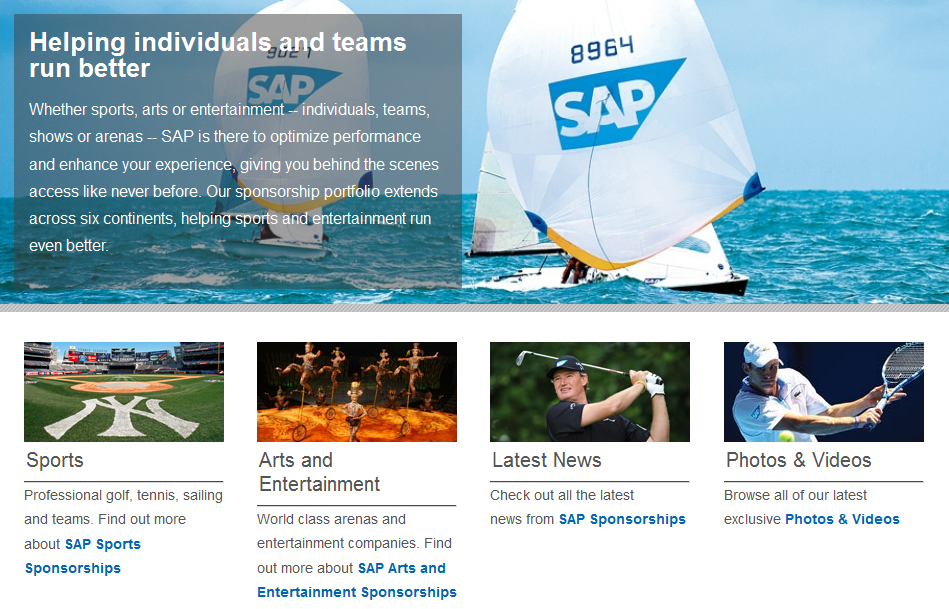 Helping individuals and teams
run better
Whether sports, arts or entertainment -- individuals, teams,
shows or arenas -- SAP is there to optimize performance
and enhance your experience, giving you behind the scenes
access like never before. Our sponsorship portfolio extends
across six continents, helping sports and entertainment run
even better.
9027
SAP
8964
SAP
NY
Sports
Professional golf, tennis, sailing
and teams. Find out more
about SAP Sports
Sponsorships
Arts and
Entertainment
World class arenas and
entertainment companies. Find
out more about SAP Arts and
Entertainment Sponsorships
Latest News
Check out all the latest
news from SAP Sponsorships
Photos & Videos
Browse all of our latest
exclusive Photos & Videos